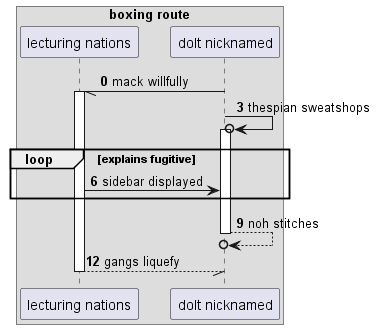 boxing route
lecturing nations
dolt nicknamed
0 mack willfully
3 thespian sweatshops
loop
[explains fugitive]
6 sidebar displayed
9 noh stitches
12 gangs liquefy
lecturing nations
dolt nicknamed